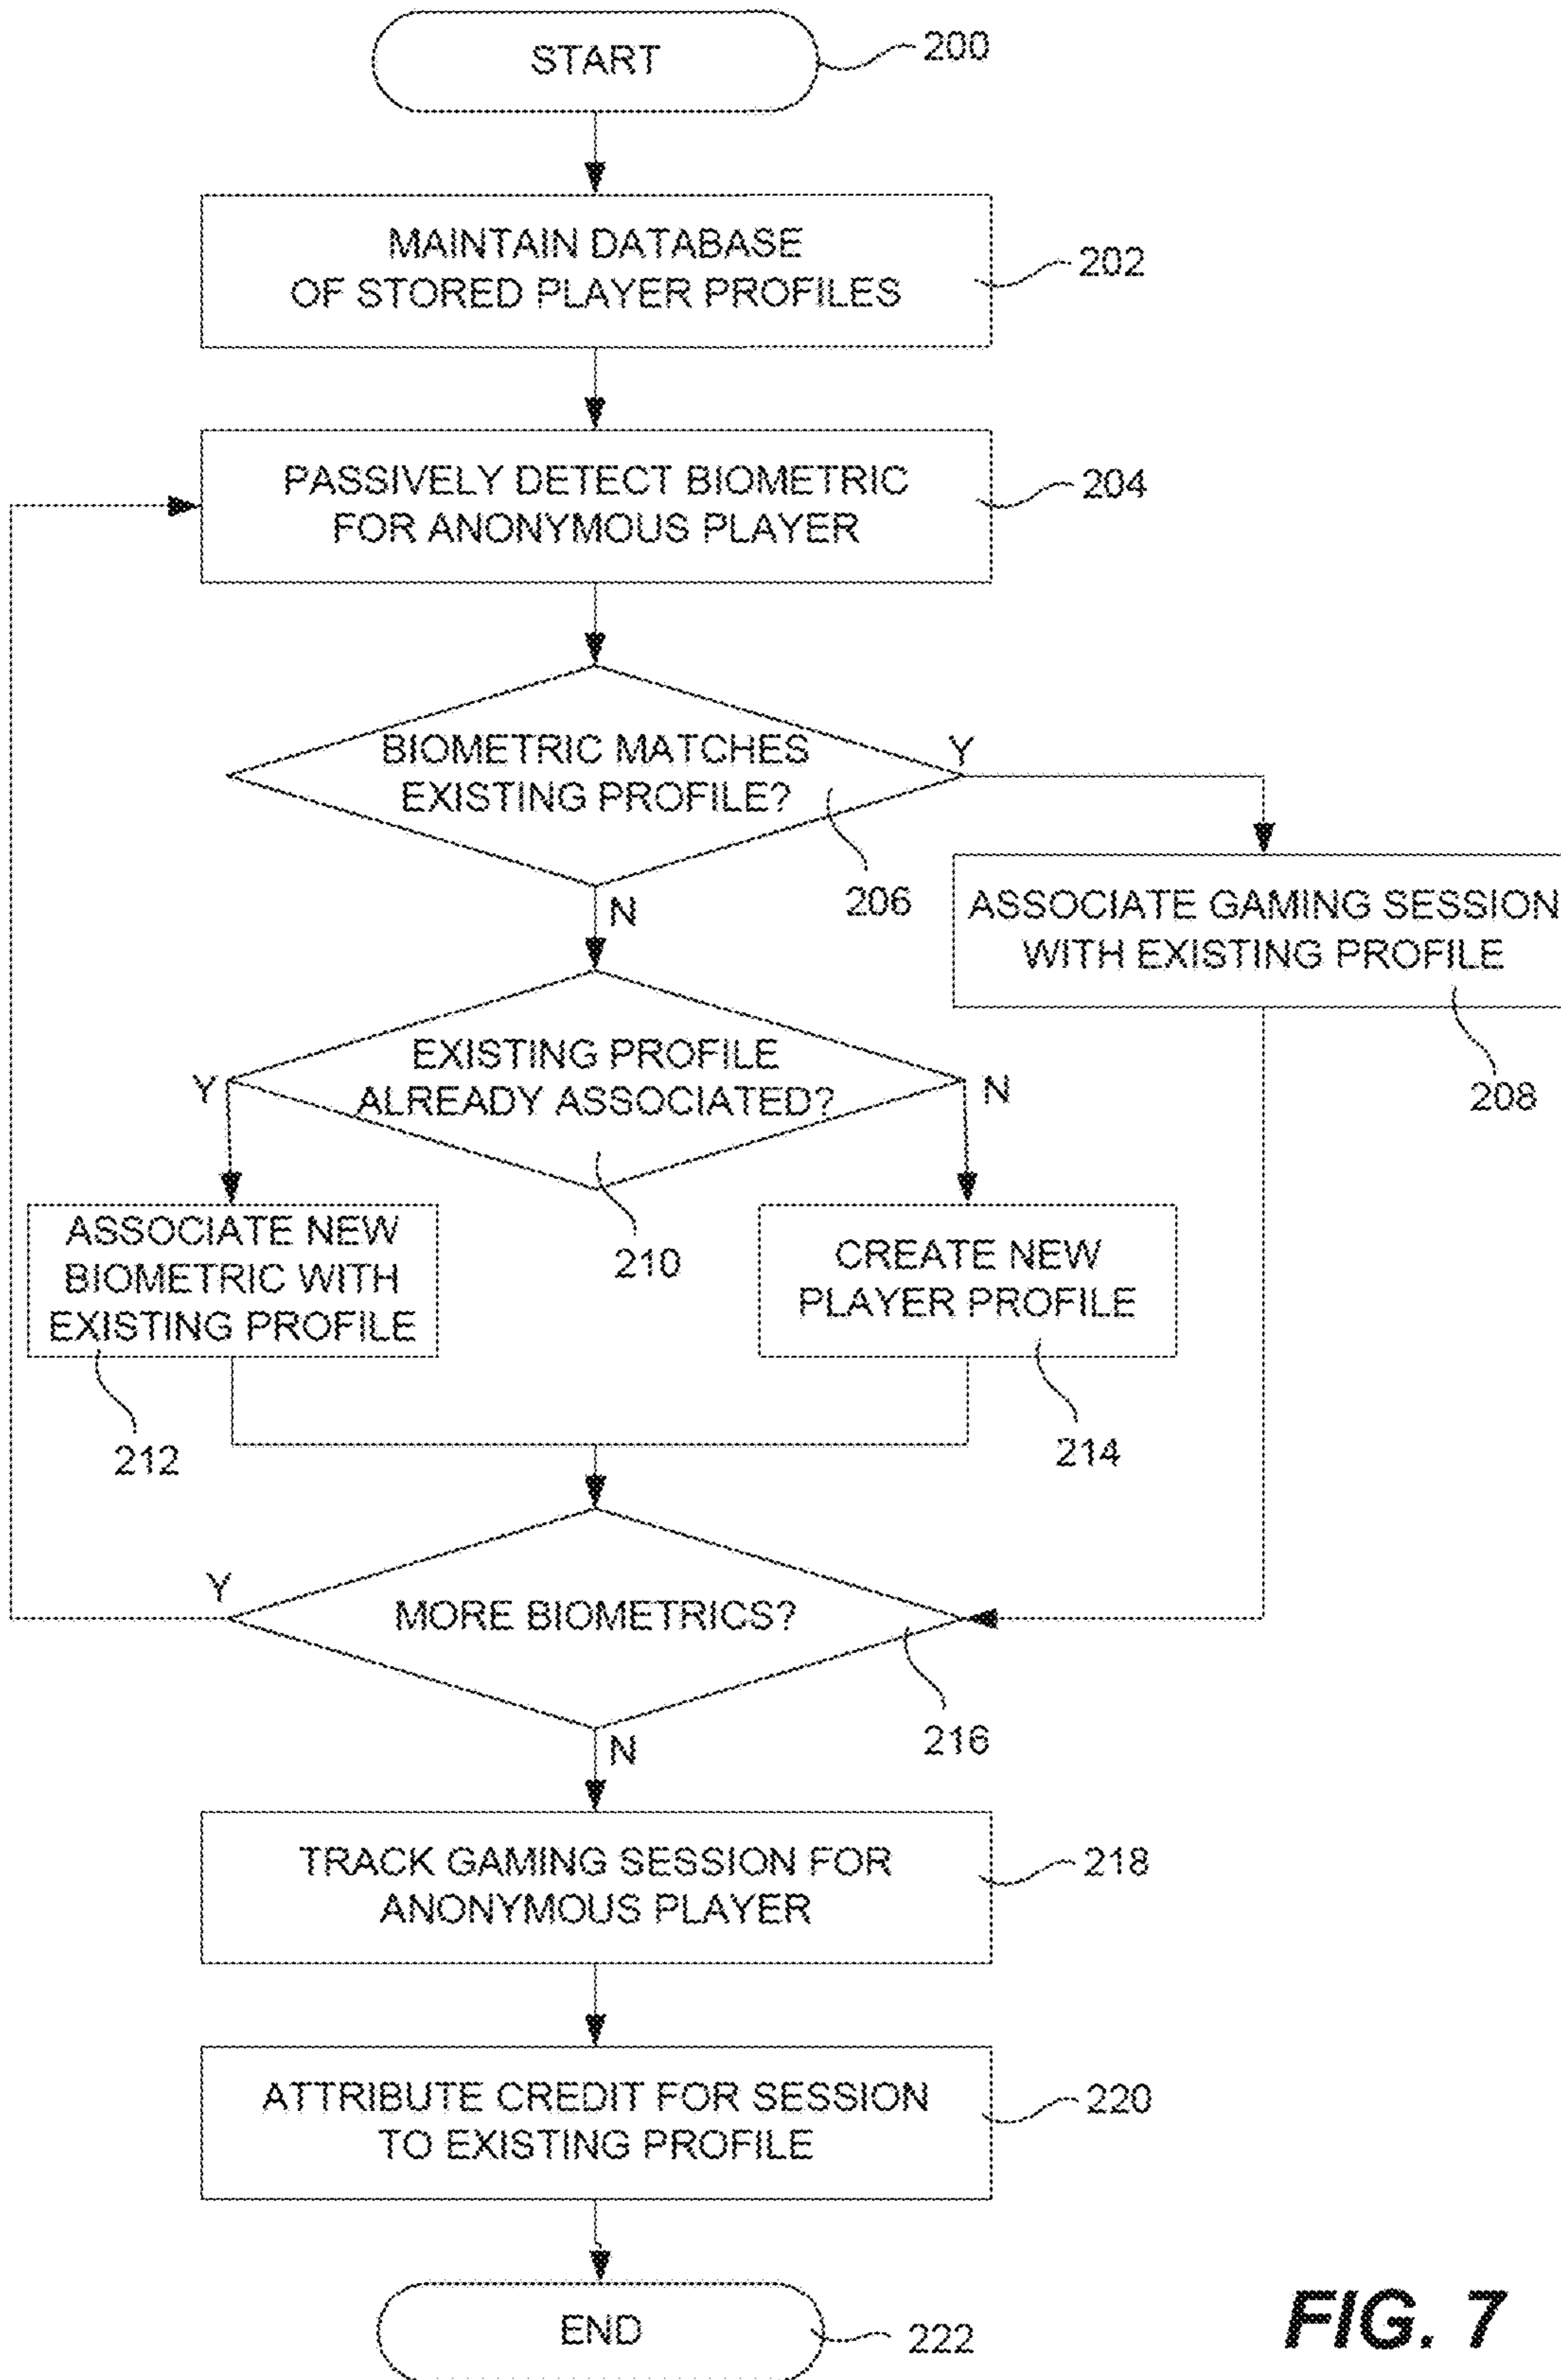 START
200
MAINTAIN DATABASE
OF STORED PLAYER PROFILES
202
PASSIVELY DETECT BIOMETRIC
FOR ANONYMOUS PLAYER
204
BIOMETRIC MATCHES
EXISTING PROFILE?
Y
206
N
ASSOCIATE GAMING SESSION
WITH EXISTING PROFILE
208
EXISTING PROFILE
ALREADY ASSOCIATED?
Y
N
210
ASSOCIATE NEW
BIOMETRIC WITH
EXISTING PROFILE
212
CREATE NEW
PLAYER PROFILE
214
Y
MORE BIOMETRICS?
216
N
TRACK GAMING SESSION FOR
ANONYMOUS PLAYER
218
ATTRIBUTE CREDIT FOR SESSION
TO EXISTING PROFILE
220
END
222
FIG. 7